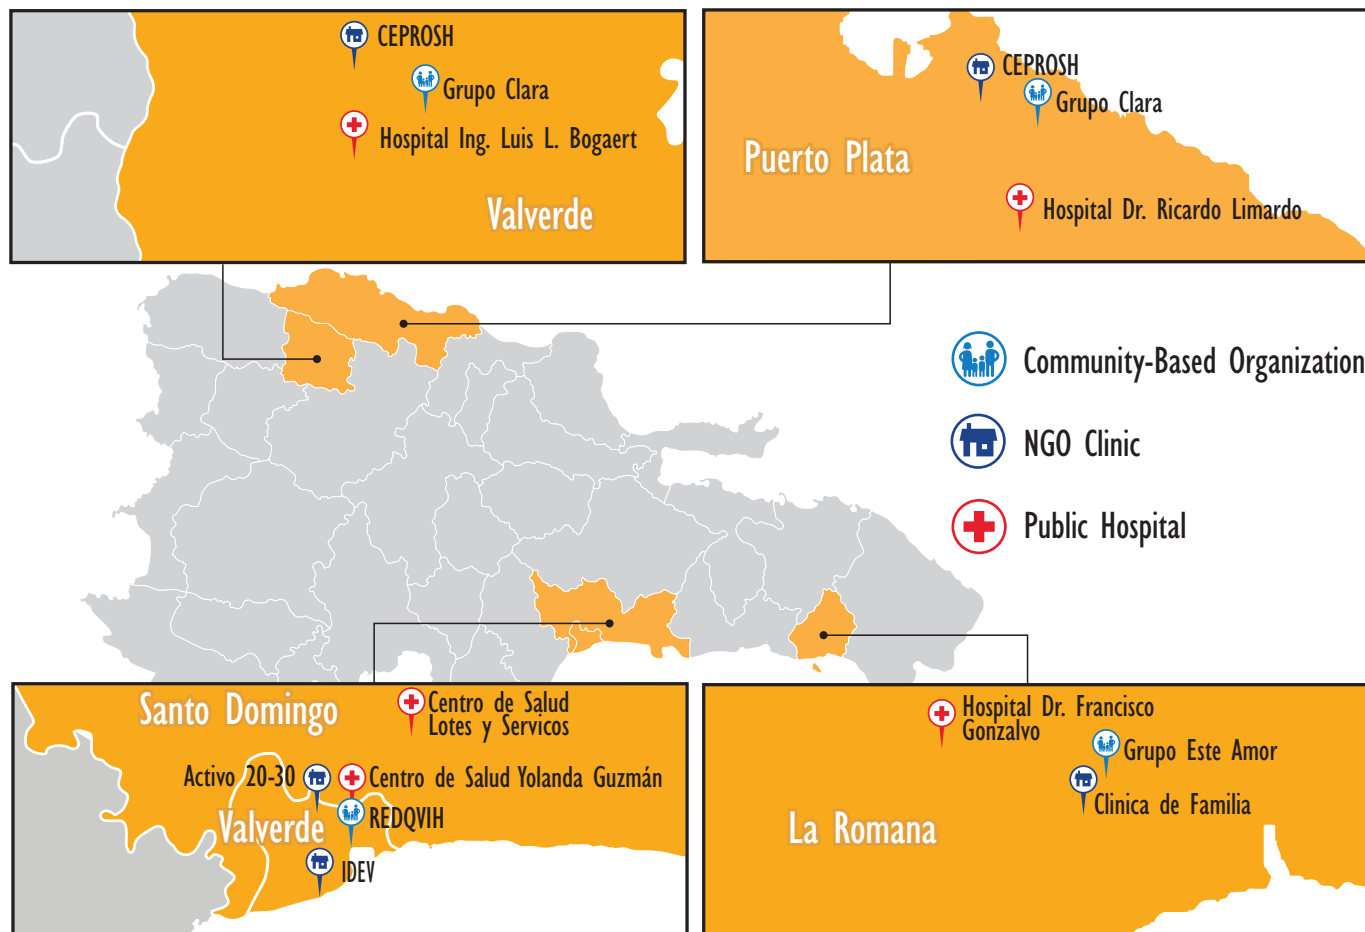 CEPROSH
Grupo Clara
Hospital Ing. Luis L. Bogaert
Valverde
CEPROSH
Grupo Clara
Puerto Plata
Hospital Dr. Ricardo Limardo
Community-Based Organization
NGO Clinic
Public Hospital
Santo Domingo
Centro de Salud
Lotes y Servicos
Activo 20-30
Centro de Salud Yolanda Guzmán
Valverde
REDQVIH
IDEV
Hospital Dr. Francisco
Gonzalvo
Grupo Este Amor
Clinica de Familia
La Romana